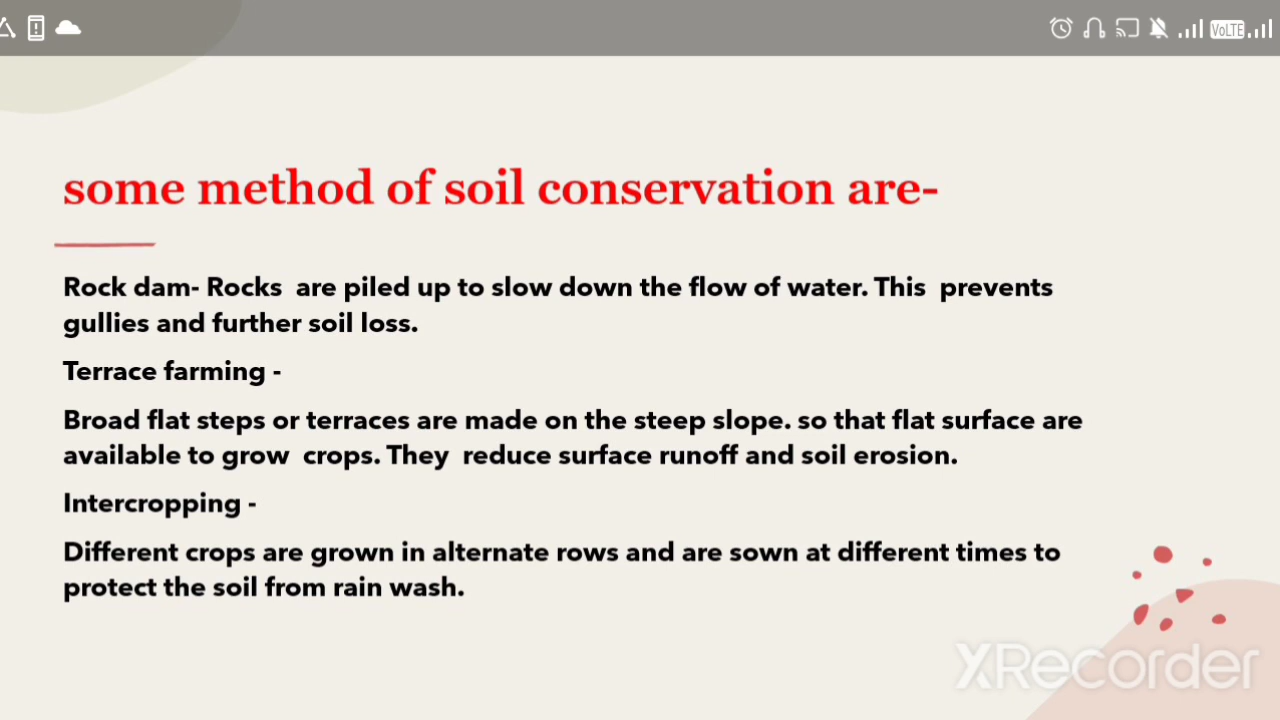 VoLTE
some method of soil conservation are-
Rock dam- Rocks  are piled up to slow down the flow of water. This  prevents
gullies and further soil loss.
Terrace farming -
Broad flat steps or terraces are made on the steep slope. so that flat surface are
available to grow  crops. They  reduce surface runoff and soil erosion.
Intercropping -
Different crops are grown in alternate rows and are sown at different times to
protect the soil from rain wash.
XRecorder